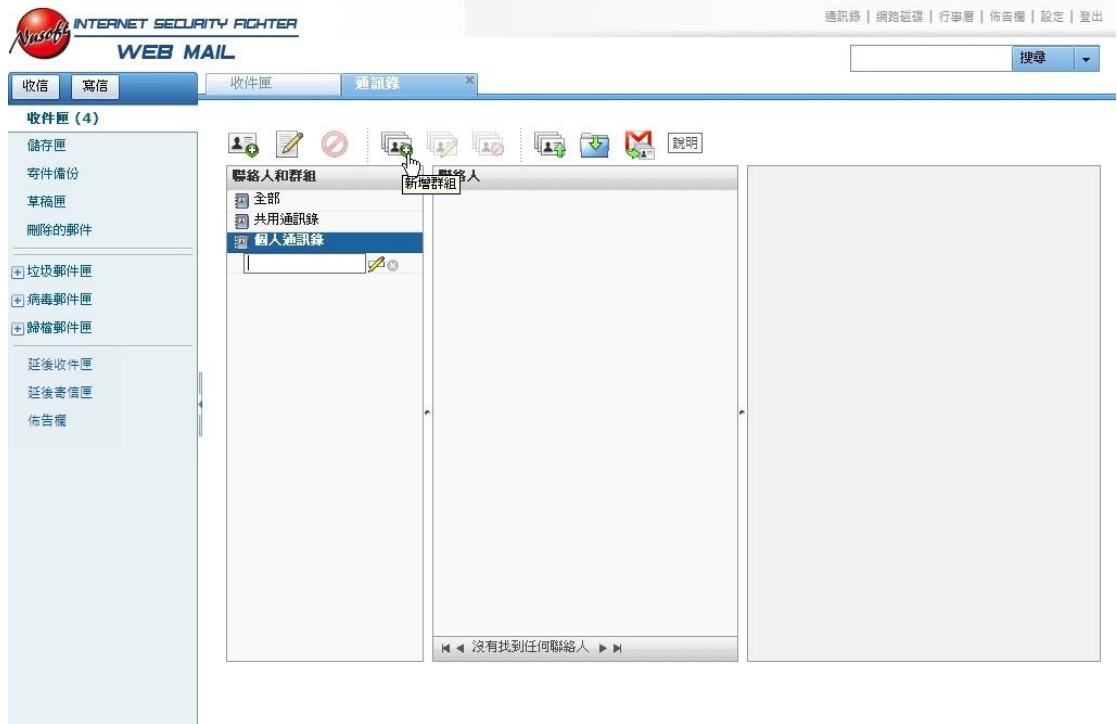 Nusoft INTERNET SECURITY FIGHTER
WEB MAIL
通訊錄 | 網路磁碟 | 行事曆 | 佈告欄 | 設定 | 登出
搜尋
收信 寫信
收件匣 通訊錄
收件匣 (4)
儲存匣
寄件備份
草稿匣
刪除的郵件
垃圾郵件匣
病毒郵件匣
歸檔郵件匣
延後收件匣
延後寄信匣
佈告欄
說明
新增群組
聯絡人和群組
全部
共用通訊錄
個人通訊錄
聯絡人
沒有找到任何聯絡人